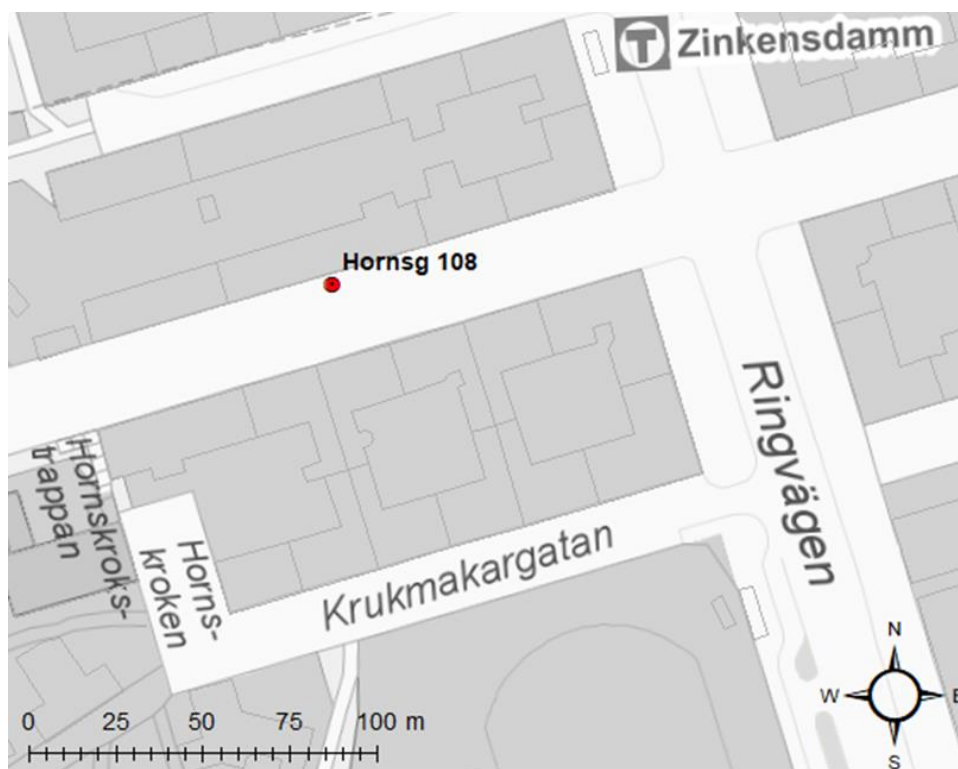 T Zinkensdamm
Hornsg 108
Ringvägen
Hornskroks-
trappan
Horns-
kroken
Krukmakargatan
N
W E
S
0 25 50 75 100 m